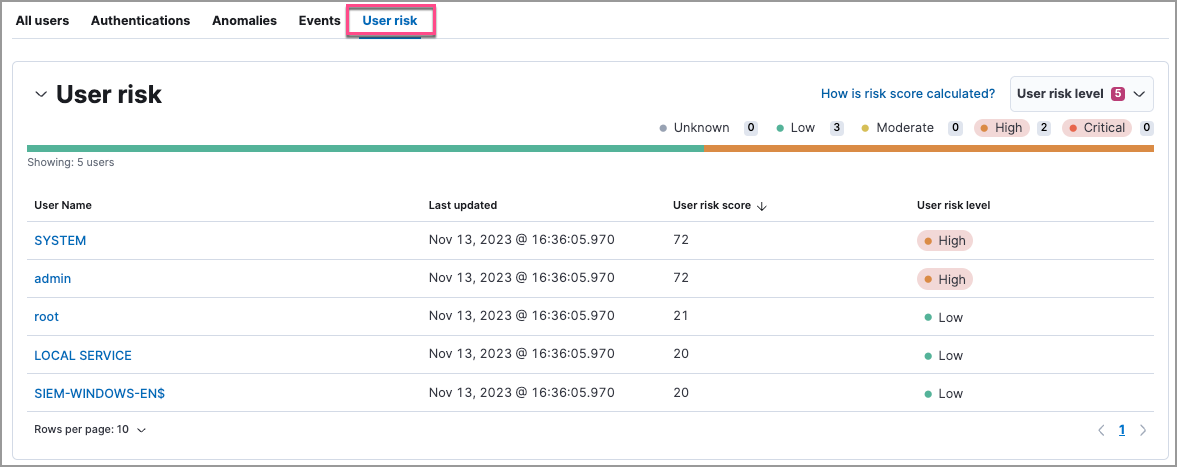 All users Authentications Anomalies Events User risk
User risk How is risk score calculated? User risk level 5
Unknown 0 Low 3 Moderate 0 High 2 Critical 0
Showing: 5 users
User Name Last updated User risk score User risk level
SYSTEM Nov 13, 2023 @ 16:36:05.970 72 High
admin Nov 13, 2023 @ 16:36:05.970 72 High
root Nov 13, 2023 @ 16:36:05.970 21 Low
LOCAL SERVICE Nov 13, 2023 @ 16:36:05.970 20 Low
SIEM-WINDOWS-EN$ Nov 13, 2023 @ 16:36:05.970 20 Low
Rows per page: 10 1